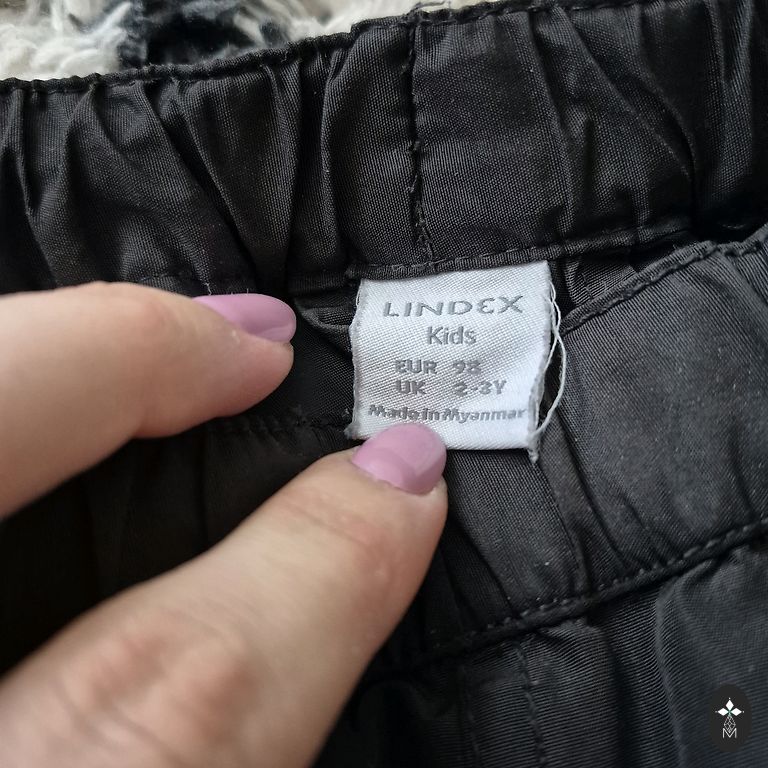 LINDEX
Kids
EUR 98
UK 2-3Y
Made in Myanmar
M